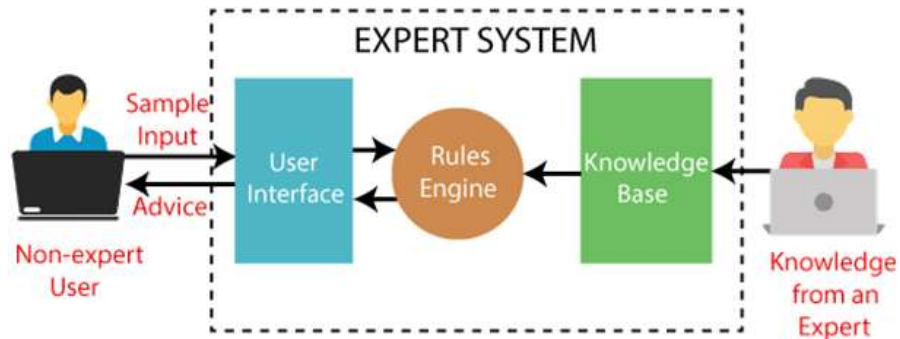 EXPERT SYSTEM
Sample
Input
Advice
Non-expert
User
User
Interface
Rules
Engine
Knowledge
Base
Knowledge
from an
Expert